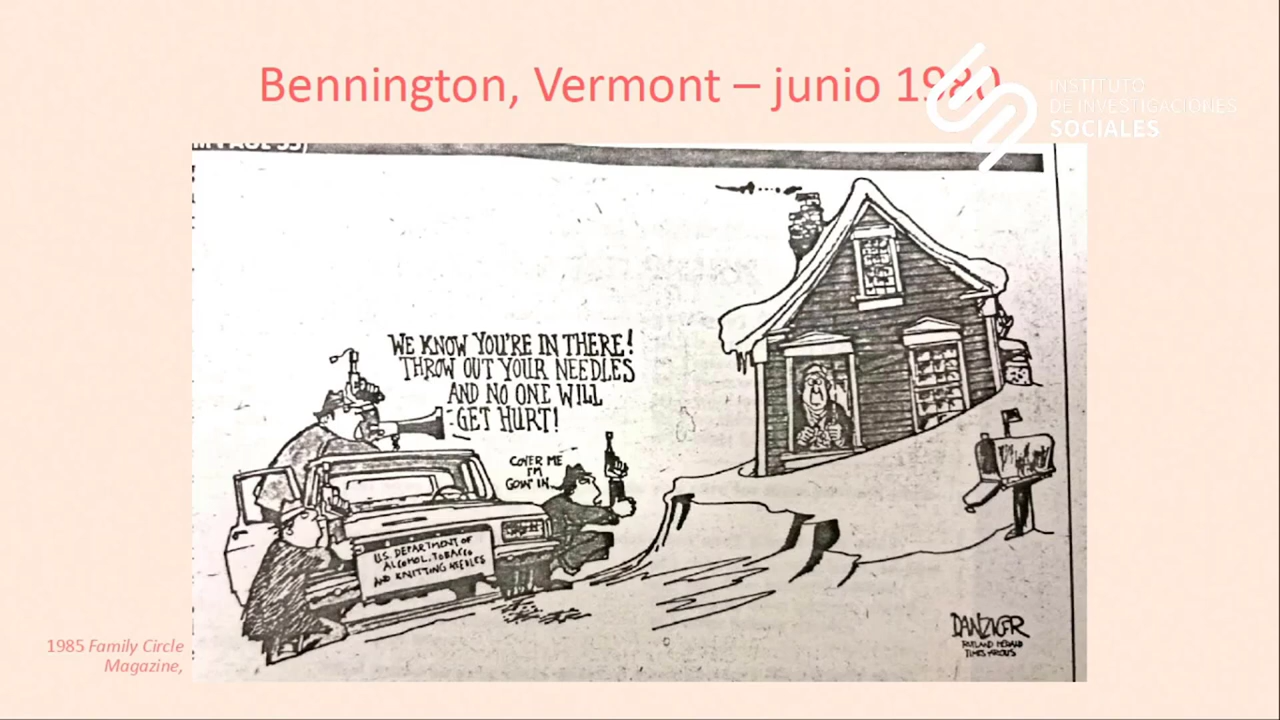 Bennington, Vermont – junio 1980
INSTITUTO
DE INVESTIGACIONES
SOCIALES
WE KNOW YOU'RE IN THERE!
THROW OUT YOUR NEEDLES
AND NO ONE WILL
GET HURT!
COVER ME
I'M
GOIN' IN
U.S. DEPARTMENT OF
ALCOHOL, TOBACCO
AND KNITTING NEEDLES
DANZIGER
RUTLAND HERALD
TIMES ARGUS
1985 Family Circle
Magazine,